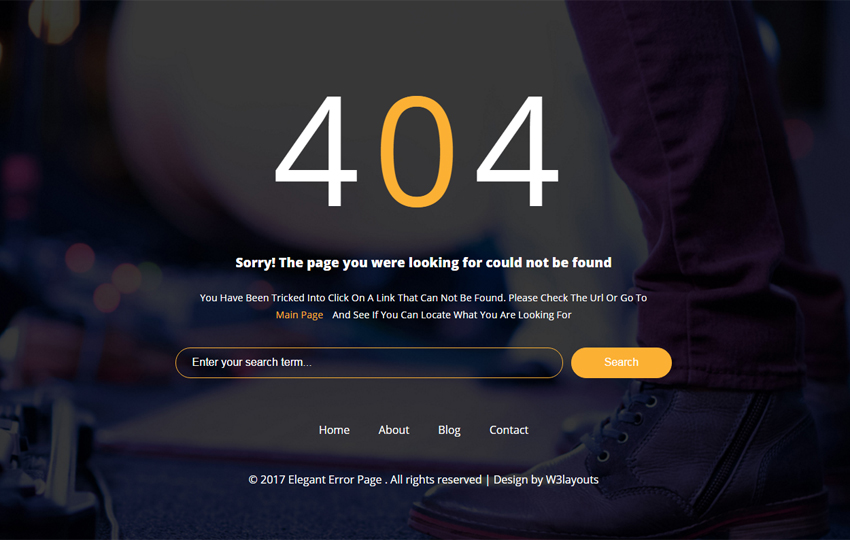 404
Sorry! The page you were looking for could not be found
You Have Been Tricked Into Click On A Link That Can Not Be Found. Please Check The Url Or Go To
Main Page And See If You Can Locate What You Are Looking For
Enter your search term... Search
Home About Blog Contact
© 2017 Elegant Error Page . All rights reserved | Design by W3layouts